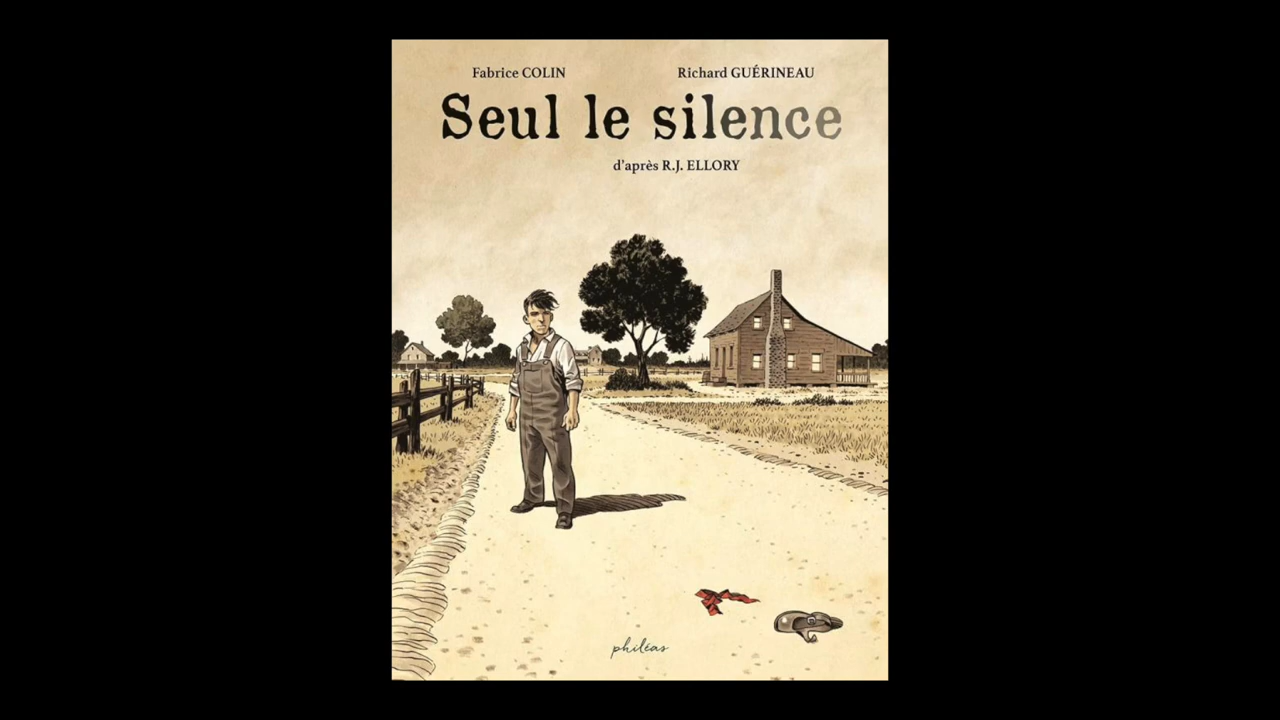 Fabrice COLIN
Richard GUÉRINEAU
Seul le silence
d'après R.J. ELLORY
philéas